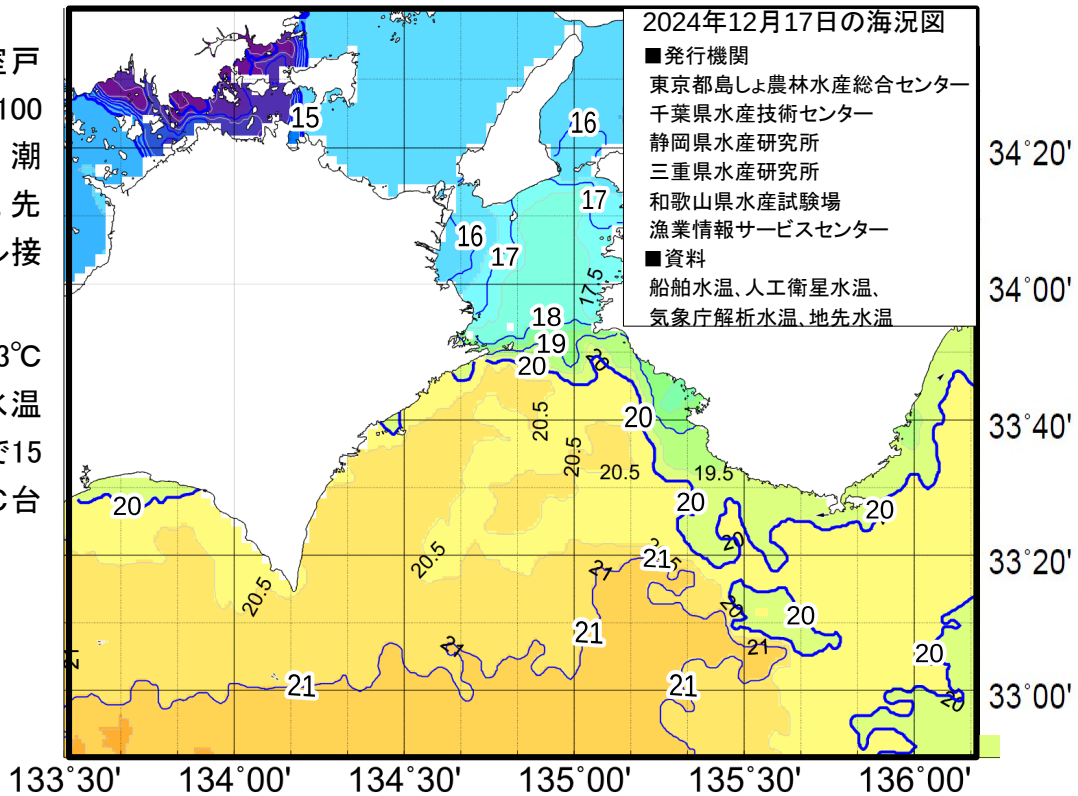 2024年12月17日の海況図
■発行機関
東京都島しょ農林水産総合センター
千葉県水産技術センター
静岡県水産研究所
三重県水産研究所
和歌山県水産試験場
漁業情報サービスセンター
■資料
船舶水温、人工衛星水温、
気象庁解析水温、地先水温
戸
100
潮
先
接
3℃
水温
で15
℃台
15
16
17
16
17
17.5
18
19
20
20
20
20.5
20.5
20.5
19.5
20
20
20
20
20.5
20.5
21
21
20
20
21
21
21
20
21
21
21
20
34°20'
34°00'
33°40'
33°20'
33°00'
133°30'
134°00'
134°30'
135°00'
135°30'
136°00'